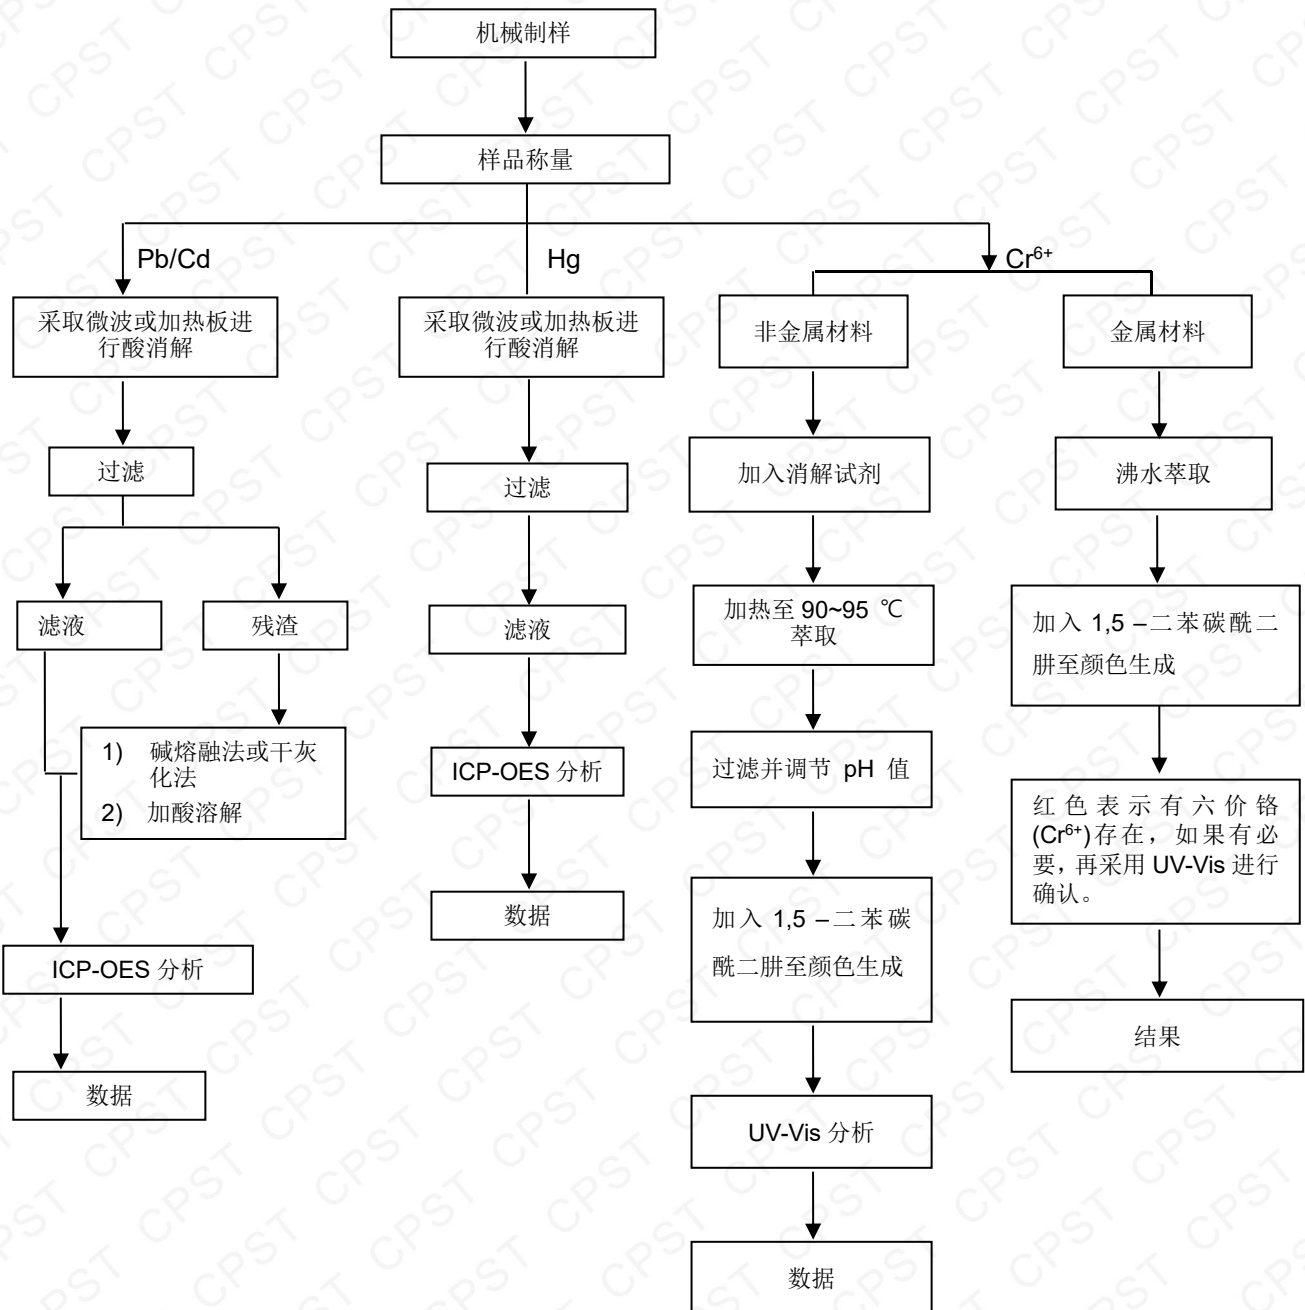 机械制样
样品称量
Pb/Cd
Hg
Cr⁶⁺
采取微波或加热板进
行酸消解
过滤
滤液
残渣
1) 碱熔融法或干灰
化法
2) 加酸溶解
ICP-OES 分析
数据
采取微波或加热板进
行酸消解
过滤
滤液
ICP-OES 分析
数据
非金属材料
加入消解试剂
加热至 90~95 ℃
萃取
过滤并调节 pH 值
加入 1,5 –二苯碳
酰二肼至颜色生成
UV-Vis 分析
数据
金属材料
沸水萃取
加入 1,5 –二苯碳酰二
肼至颜色生成
红色表示有六价铬
(Cr⁶⁺)存在，如果有必
要，再采用 UV-Vis 进行
确认。
结果
CPST